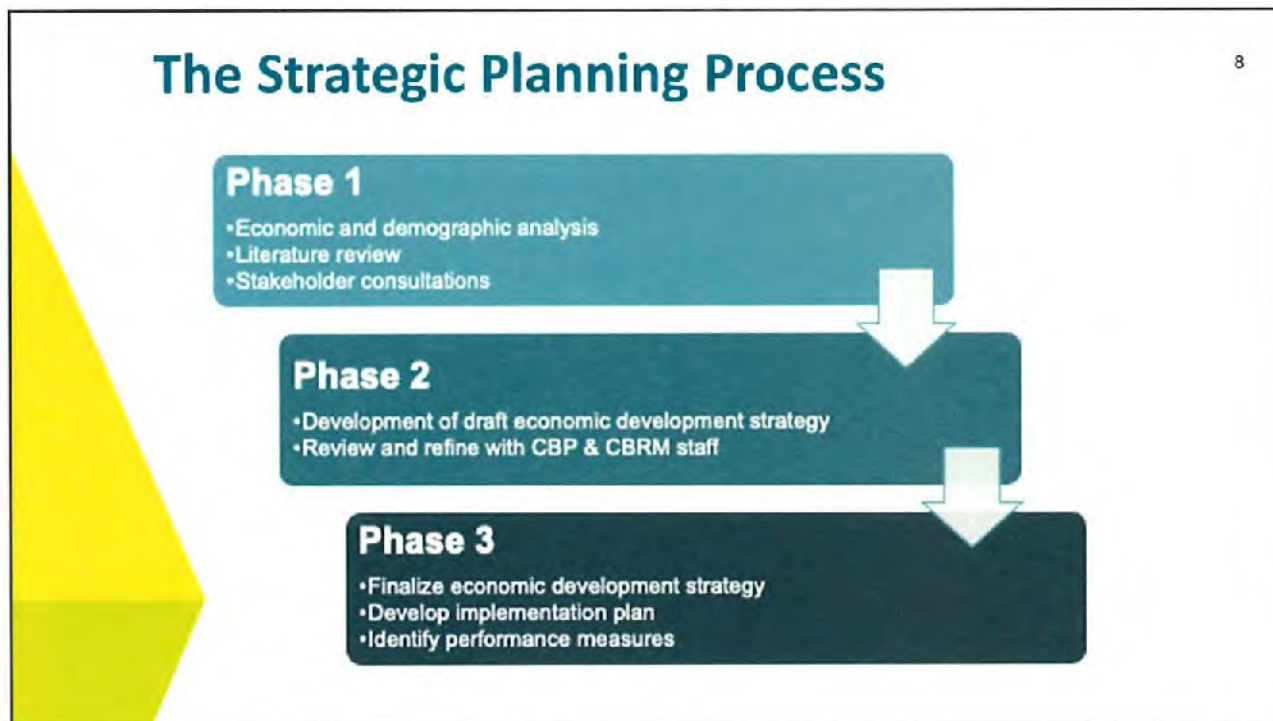 The Strategic Planning Process
8
Phase 1
•Economic and demographic analysis
•Literature review
•Stakeholder consultations
Phase 2
•Development of draft economic development strategy
•Review and refine with CBP & CBRM staff
Phase 3
•Finalize economic development strategy
•Develop implementation plan
•Identify performance measures